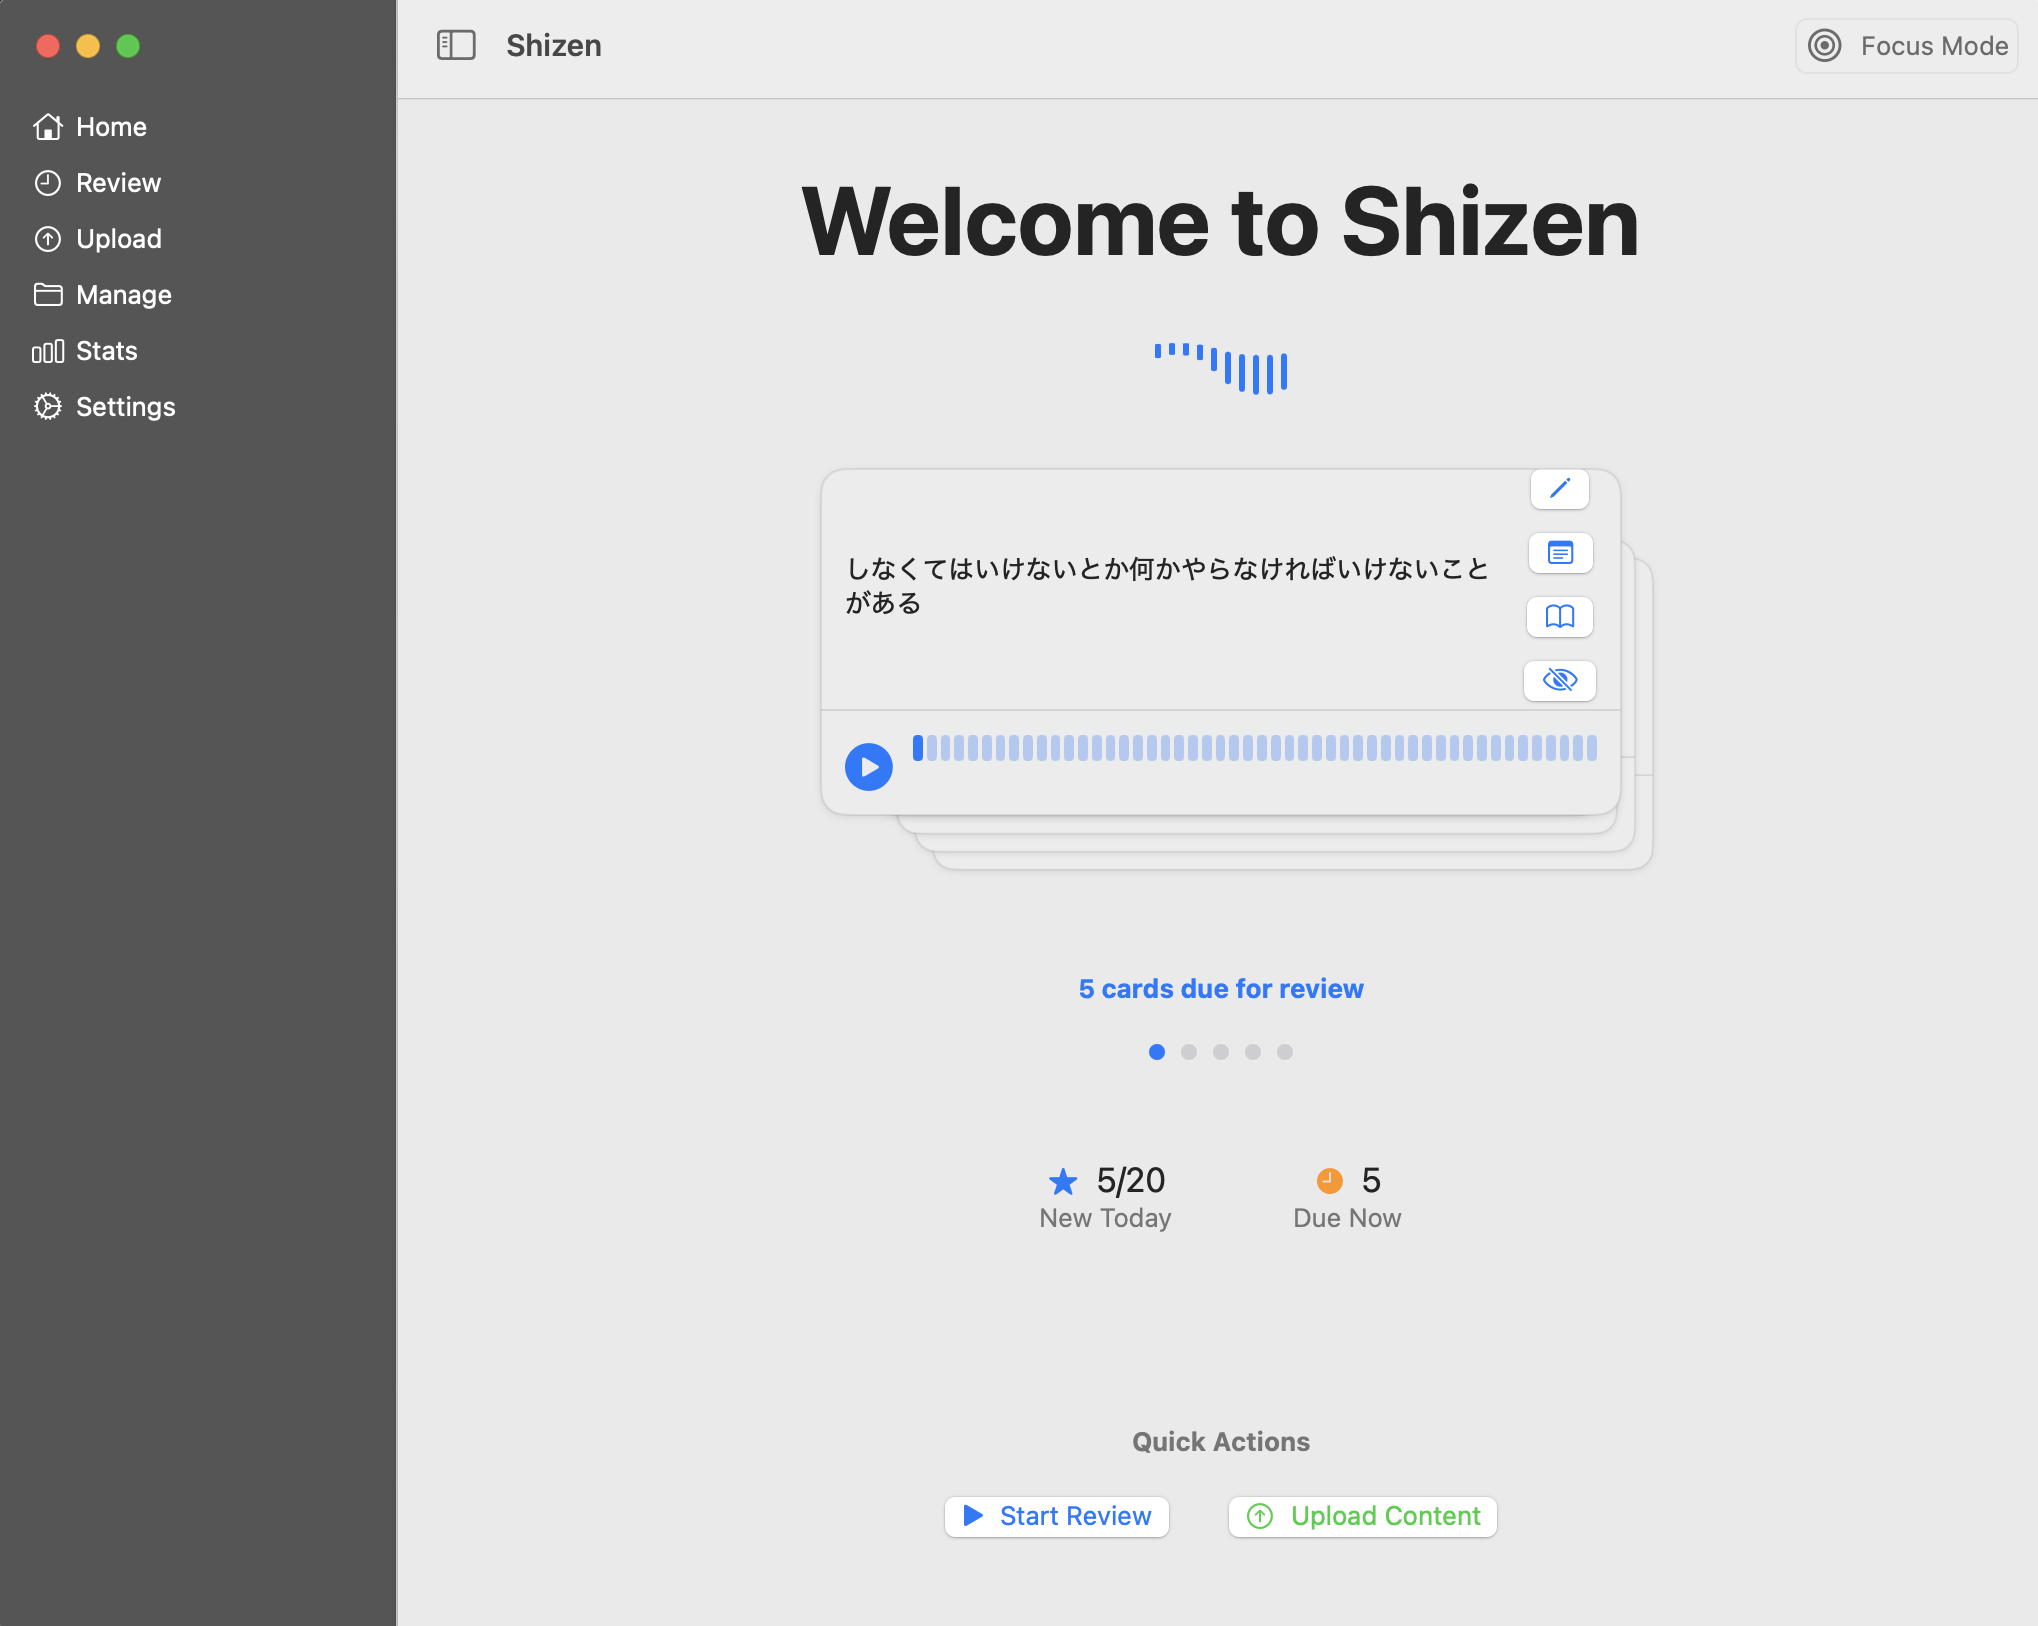 Shizen
Focus Mode
Home
Review
Upload
Manage
Stats
Settings
Welcome to Shizen
しなくてはいけないとか何かやらなければいけないこと
がある
5 cards due for review
5/20
New Today
5
Due Now
Quick Actions
Start Review
Upload Content